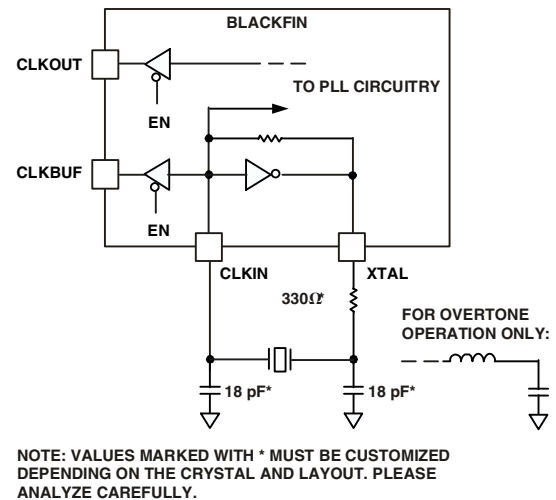 BLACKFIN
CLKOUT
TO PLL CIRCUITRY
EN
CLKBUF
EN
CLKIN
XTAL
330Ω*
FOR OVERTONE
OPERATION ONLY:
18 pF*
18 pF*
NOTE: VALUES MARKED WITH * MUST BE CUSTOMIZED
DEPENDING ON THE CRYSTAL AND LAYOUT. PLEASE
ANALYZE CAREFULLY.